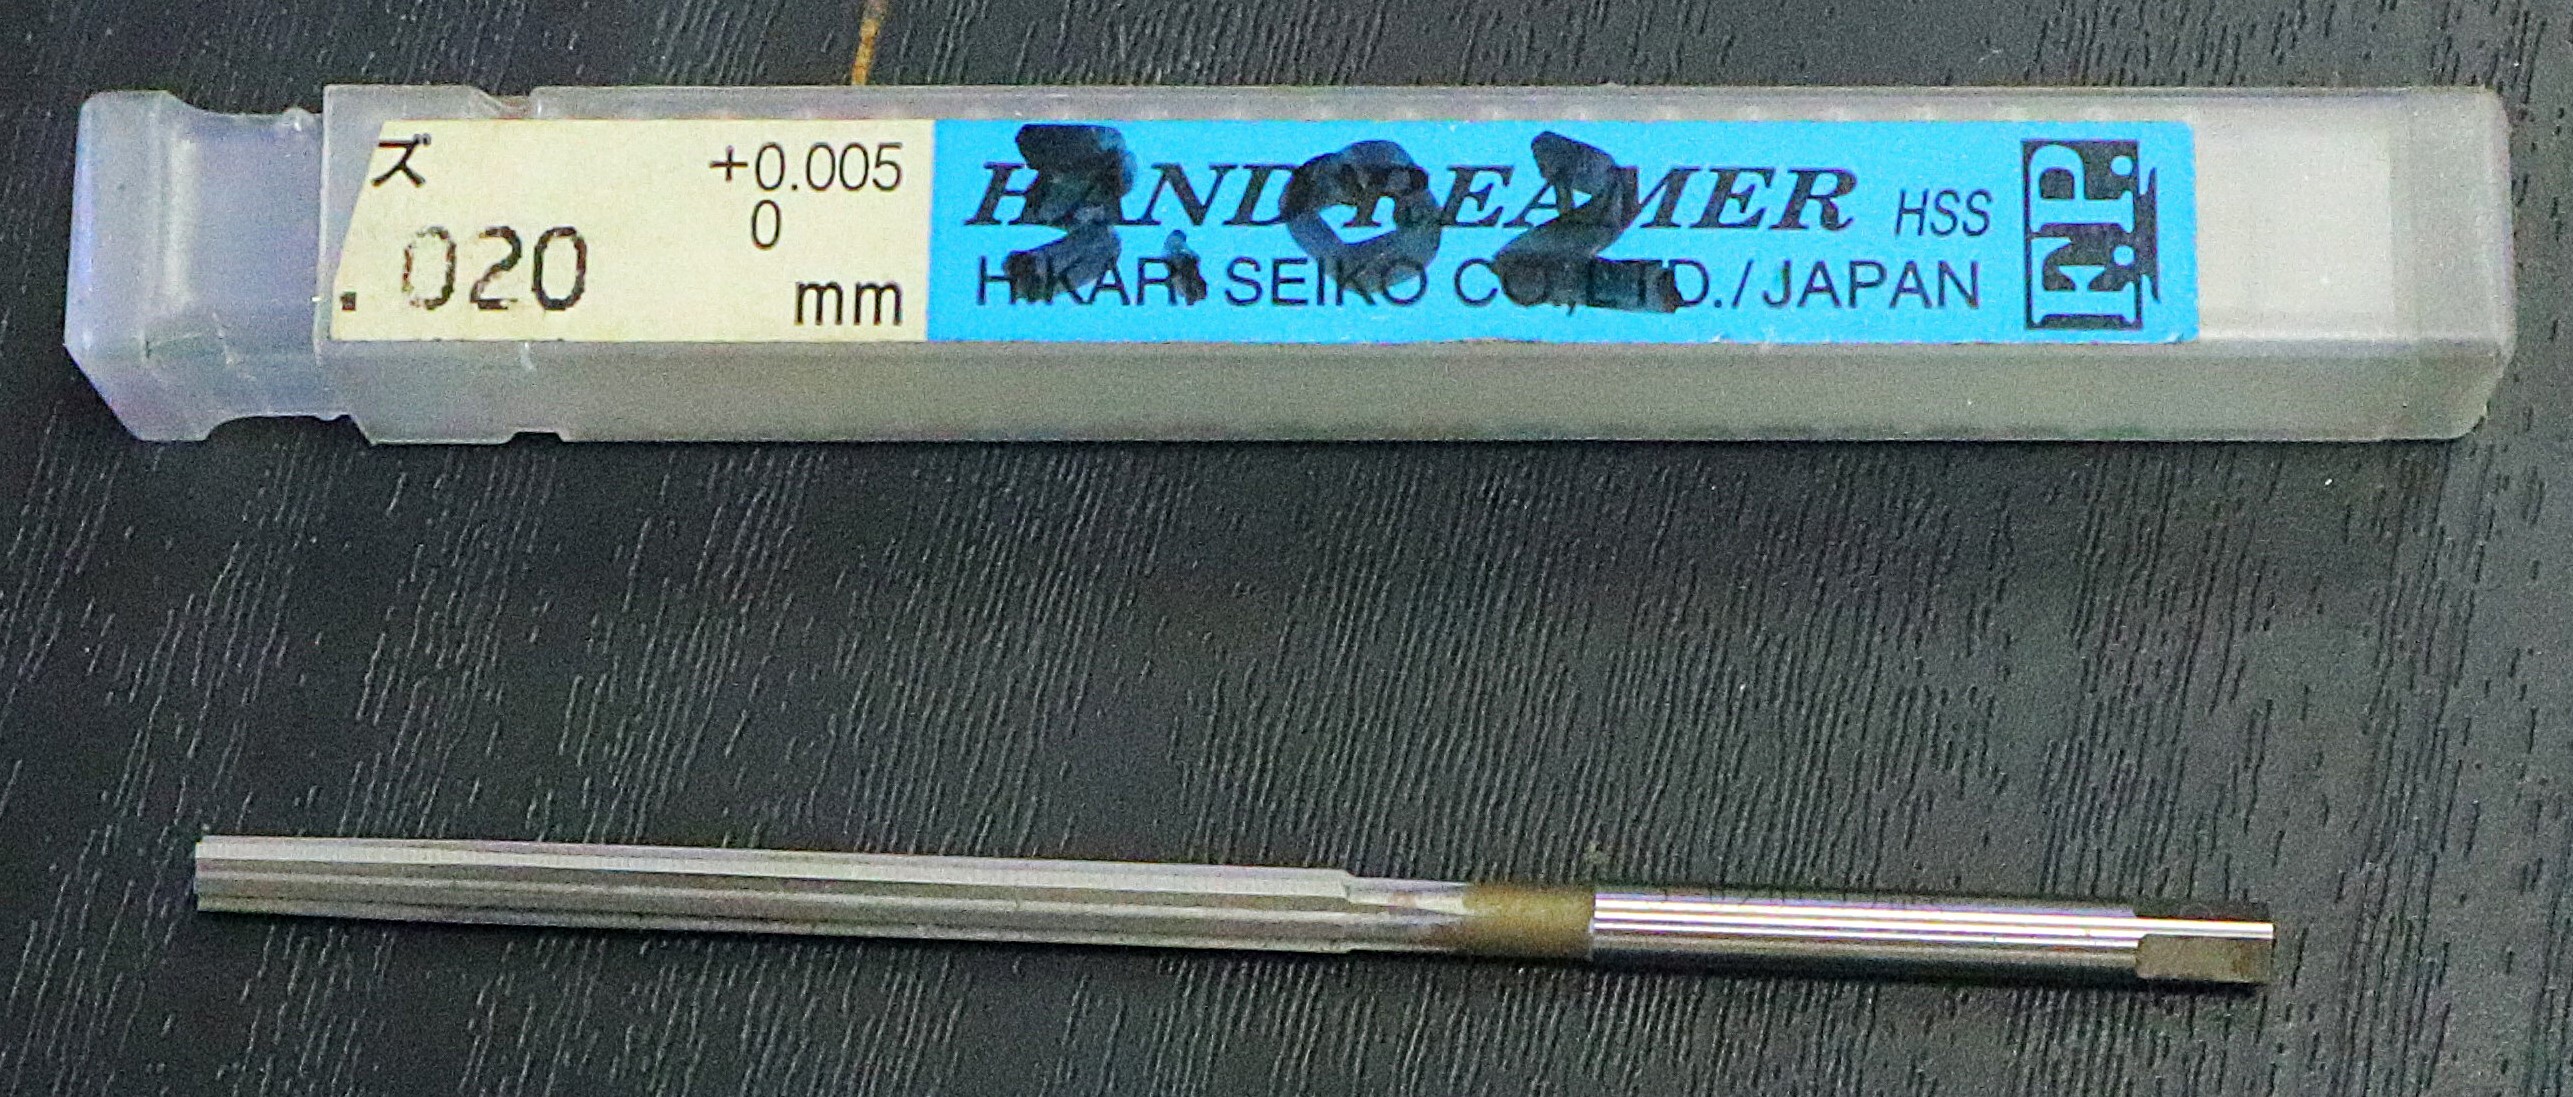 ズ
+0.005
0
.020
mm
HAND REAMER HSS
HIKARI SEIKO CO.,LTD./JAPAN
F.P.
3.02